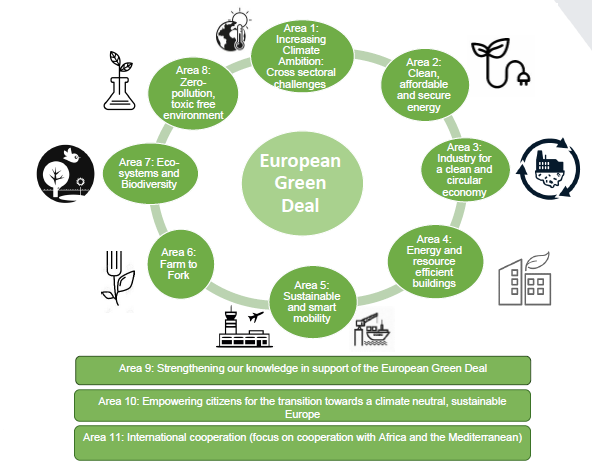 Area 1:
Increasing
Climate
Ambition:
Cross sectoral
challenges
Area 2:
Clean,
affordable
and secure
energy
Area 3:
Industry for
a clean and
circular
economy
Area 4:
Energy and
resource
efficient
buildings
Area 5:
Sustainable
and smart
mobility
Area 6:
Farm to
Fork
Area 7: Eco-
systems and
Biodiversity
Area 8:
Zero-
pollution,
toxic free
environment
European
Green
Deal
Area 9: Strengthening our knowledge in support of the European Green Deal
Area 10: Empowering citizens for the transition towards a climate neutral, sustainable
Europe
Area 11: International cooperation (focus on cooperation with Africa and the Mediterranean)